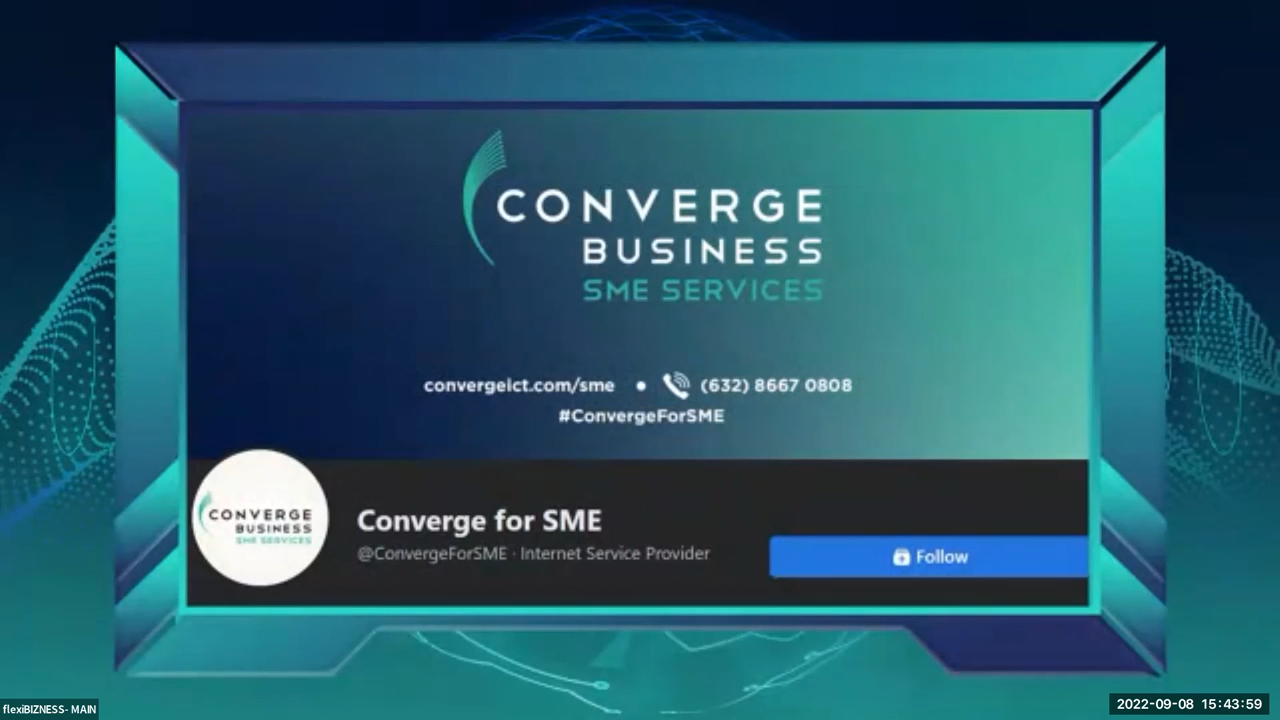 CONVERGE
BUSINESS
SME SERVICES
convergeict.com/sme • (632) 8667 0808
#ConvergeForSME
CONVERGE
BUSINESS
SME SERVICES
Converge for SME
@ConvergeForSME · Internet Service Provider
Follow
flexiBIZNESS- MAIN
2022-09-08 15:43:59